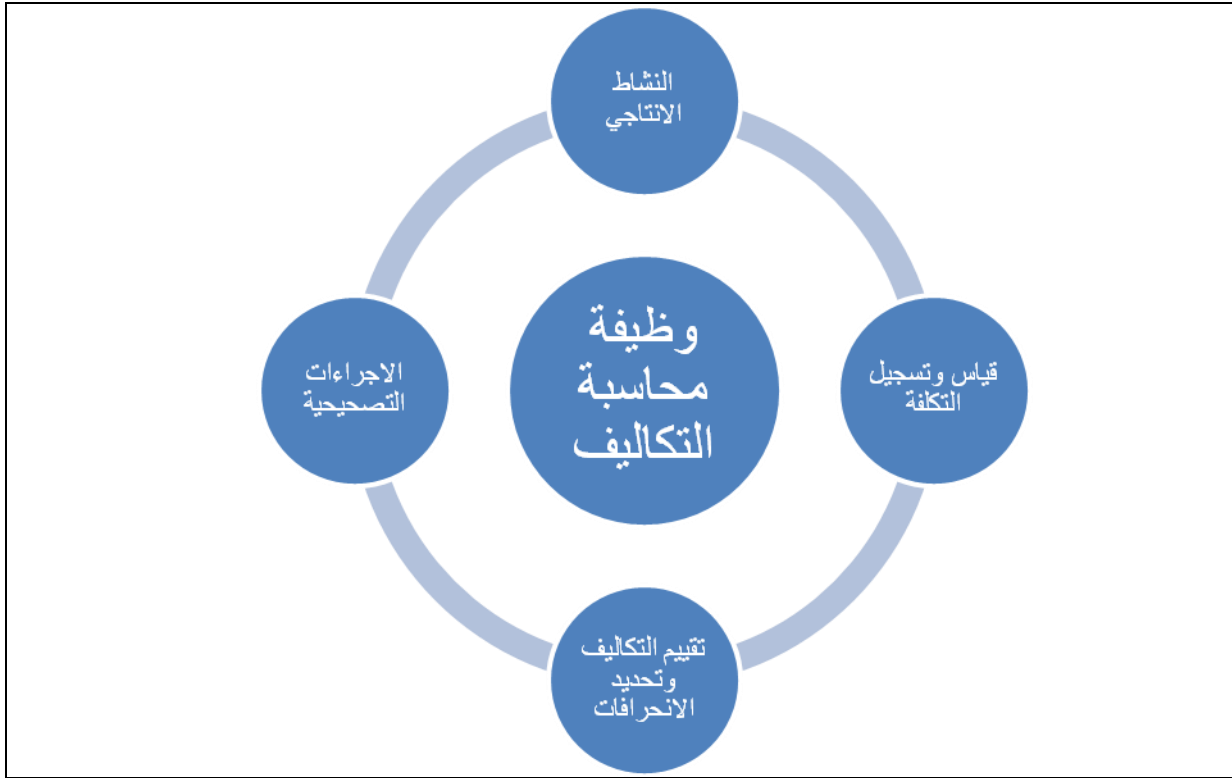 النشاط
الانتاجي
قياس وتسجيل
التكلفة
وظيفة
محاسبة
التكاليف
الاجراءات
التصحيحية
تقييم التكاليف
وتحديد
الانحرافات